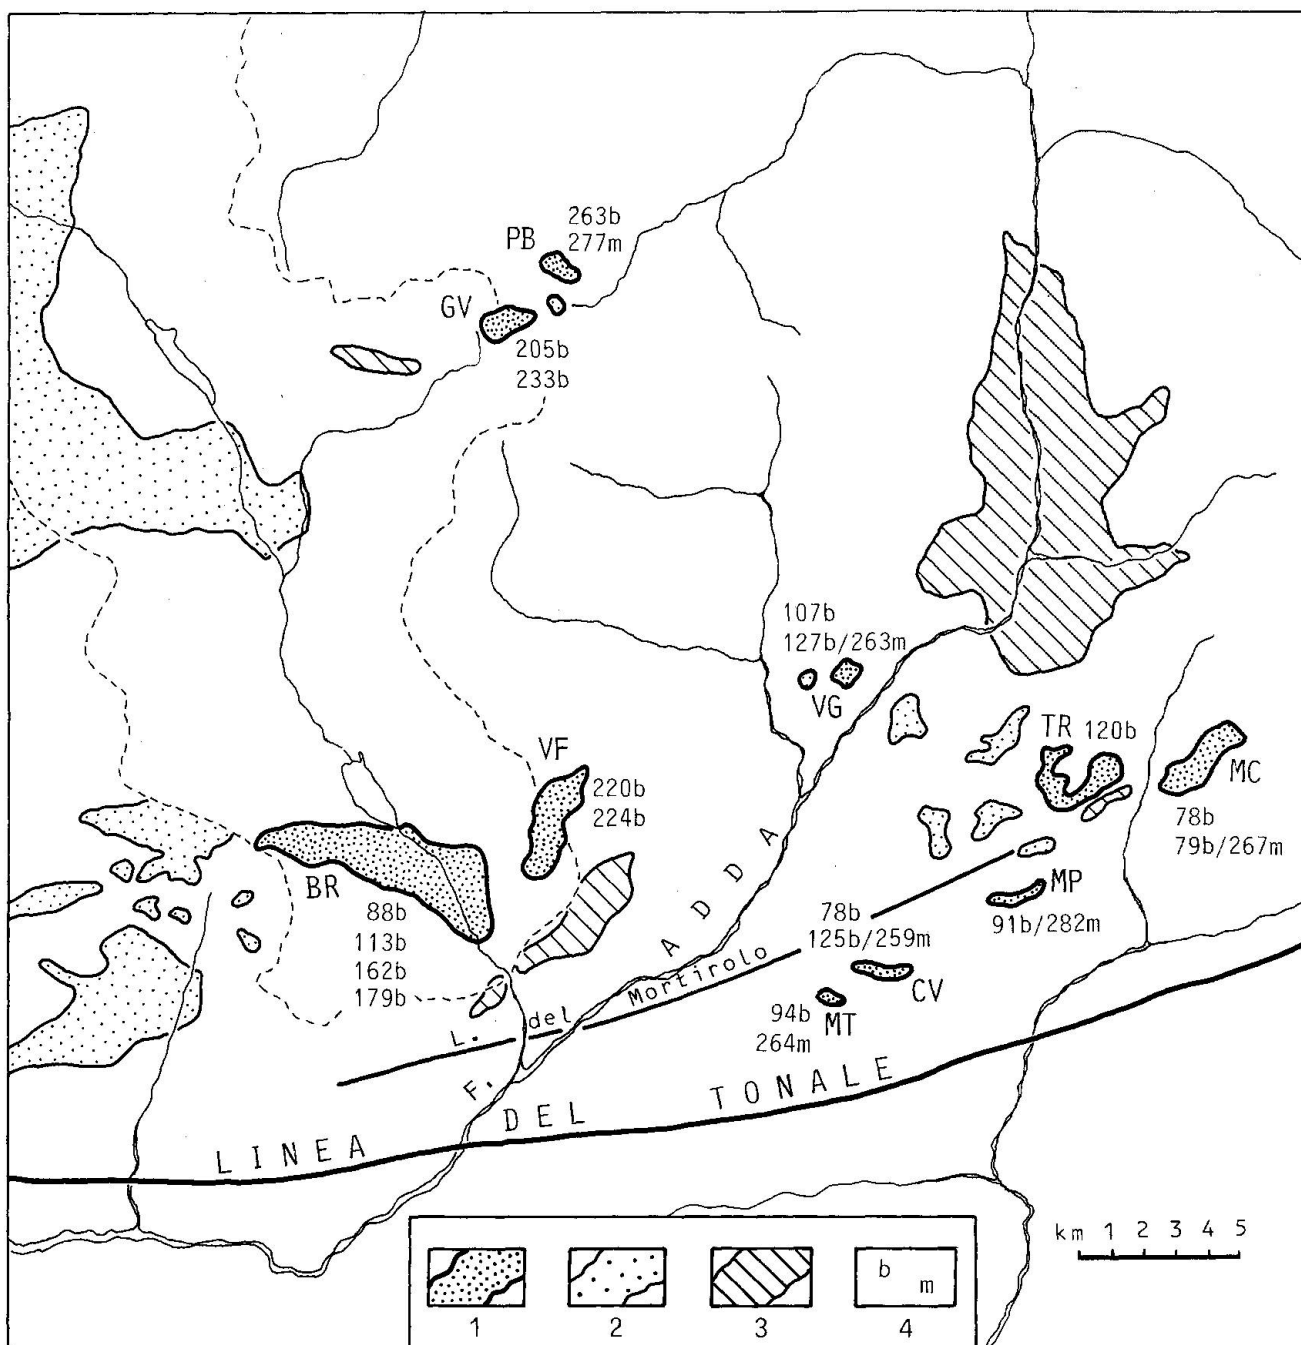 263b
PB 277m
GV
205b
233b
107b
127b/263m
VG
TR 120b
VF
MC
220b
224b
78b
79b/267m
BR
MP
88b
78b
91b/282m
113b
125b/259m
162b
179b
CV
94b MT
264m
L. del Mortirolo
F. ADDA
LINEA DEL TONALE
km 1 2 3 4 5
b
m
1 2 3 4